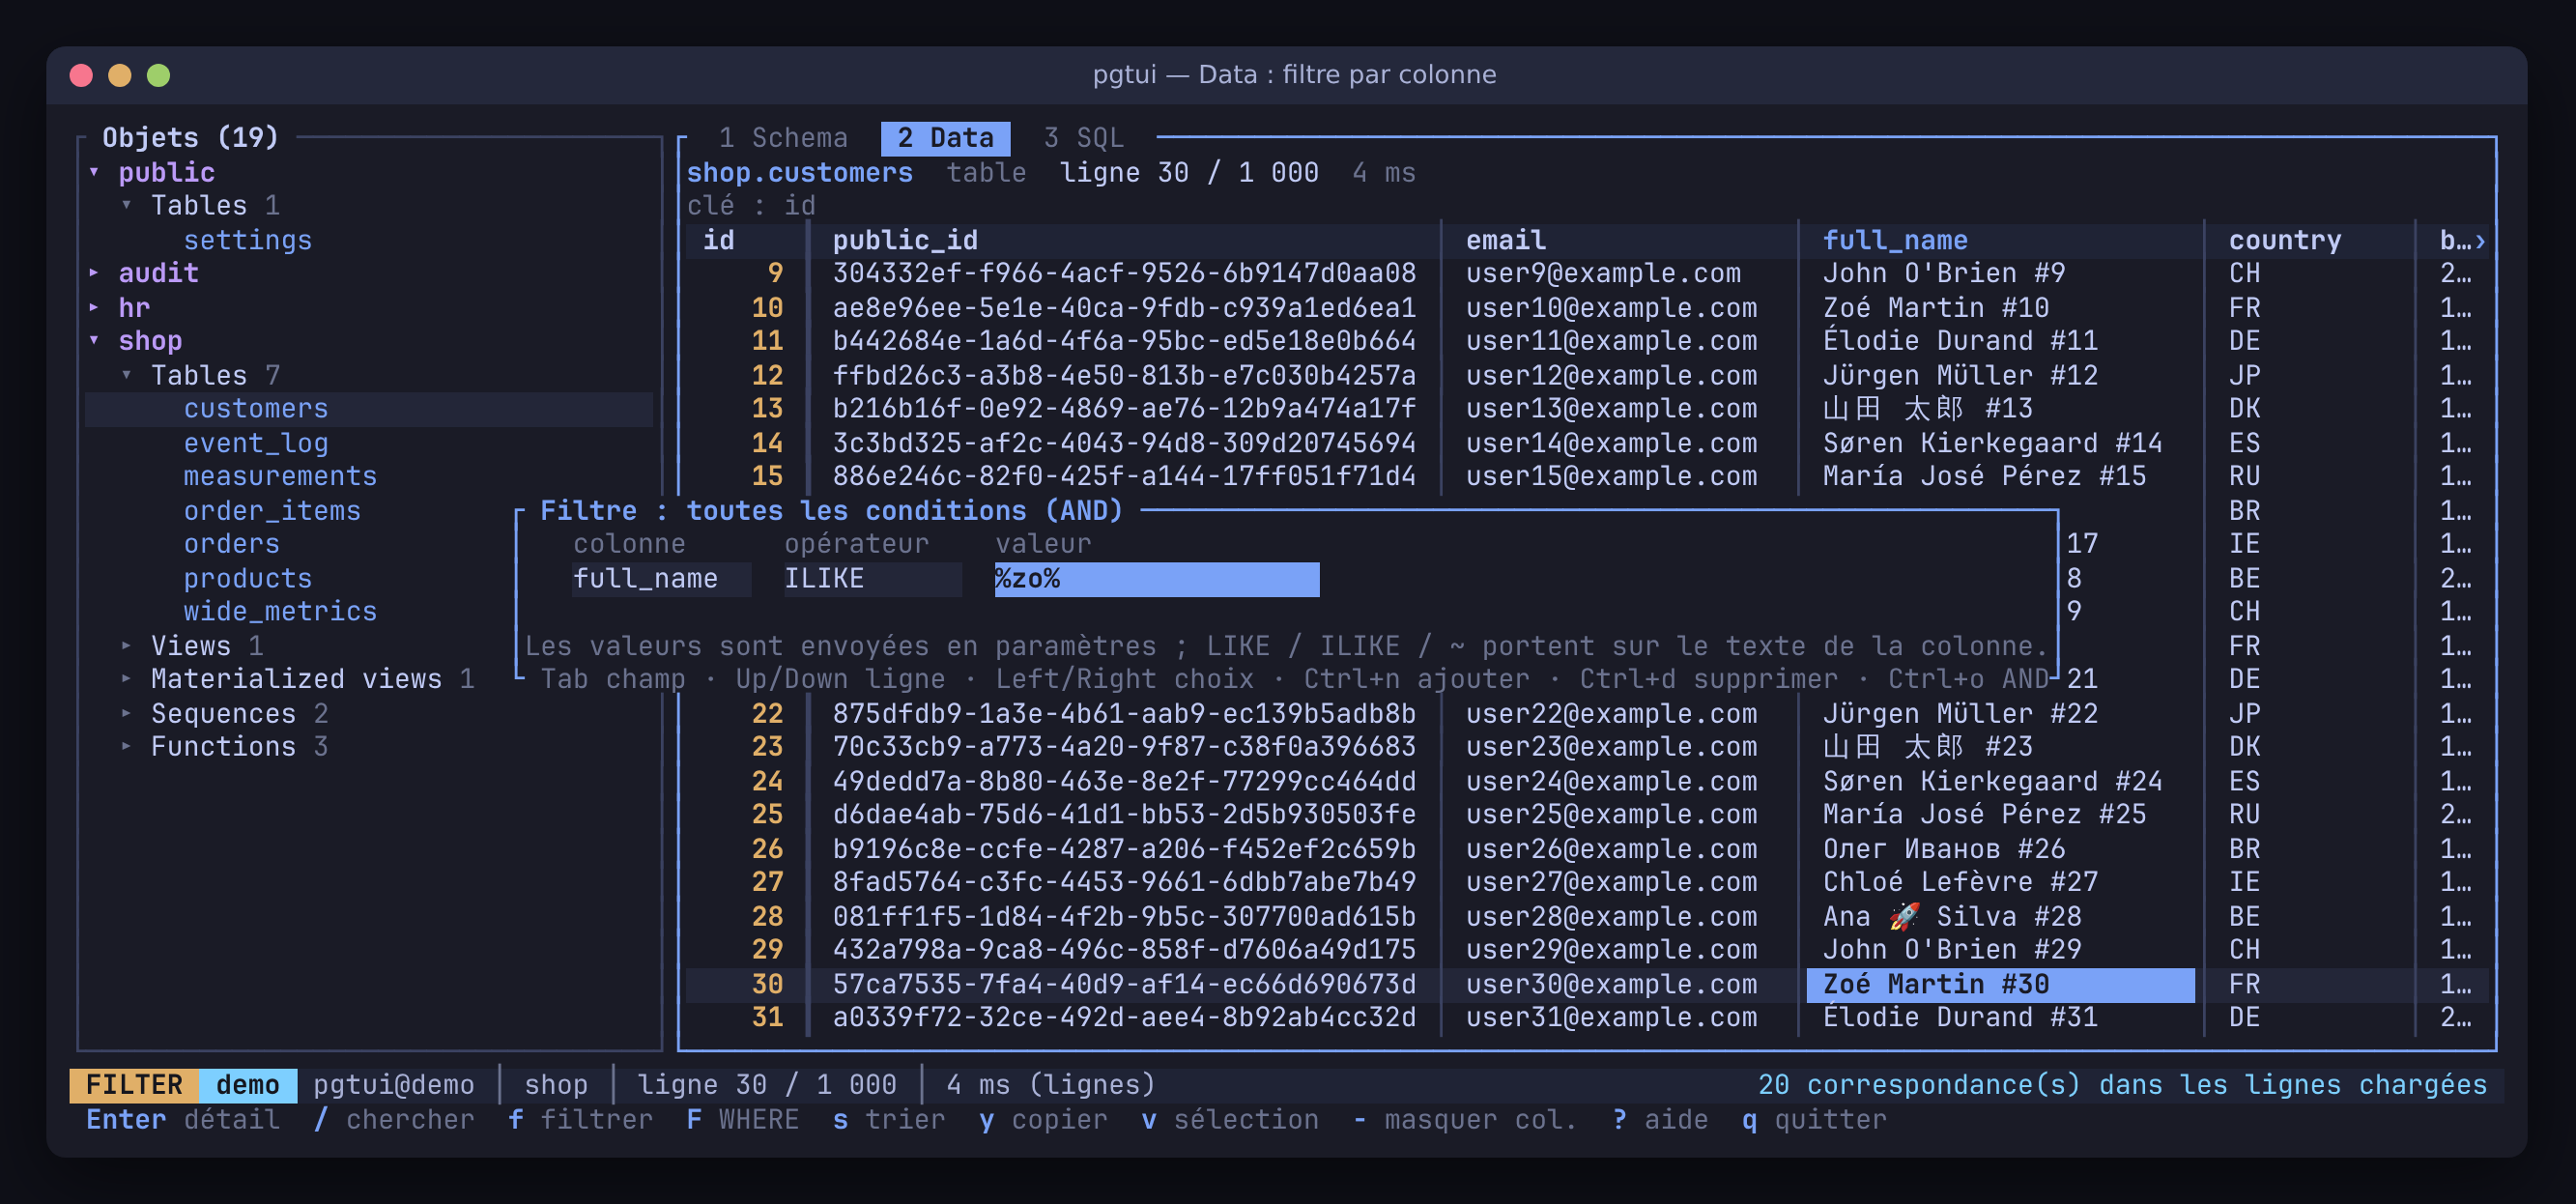 pgtui — Data : filtre par colonne
Objets (19)
▾ public
▾ Tables 1
settings
▸ audit
▸ hr
▾ shop
▾ Tables 7
customers
event_log
measurements
order_items
orders
products
wide_metrics
▸ Views 1
▸ Materialized views 1
▸ Sequences 2
▸ Functions 3
1 Schema 2 Data 3 SQL
shop.customers table ligne 30 / 1 000 4 ms
clé : id
id public_id email full_name country b…›
9 304332ef-f966-4acf-9526-6b9147d0aa08 user9@example.com John O'Brien #9 CH 2…
10 ae8e96ee-5e1e-40ca-9fdb-c939a1ed6ea1 user10@example.com Zoé Martin #10 FR 1…
11 b442684e-1a6d-4f6a-95bc-ed5e18e0b664 user11@example.com Élodie Durand #11 DE 1…
12 ffbd26c3-a3b8-4e50-813b-e7c030b4257a user12@example.com Jürgen Müller #12 JP 1…
13 b216b16f-0e92-4869-ae76-12b9a474a17f user13@example.com 山田 太郎 #13 DK 1…
14 3c3bd325-af2c-4043-94d8-309d20745694 user14@example.com Søren Kierkegaard #14 ES 1…
15 886e246c-82f0-425f-a144-17ff051f71d4 user15@example.com María José Pérez #15 RU 1…
BR 1…
17 IE 1…
8 BE 2…
9 CH 1…
FR 1…
21 DE 1…
Filtre : toutes les conditions (AND)
colonne opérateur valeur
full_name ILIKE %zo%
Les valeurs sont envoyées en paramètres ; LIKE / ILIKE / ~ portent sur le texte de la colonne.
Tab champ · Up/Down ligne · Left/Right choix · Ctrl+n ajouter · Ctrl+d supprimer · Ctrl+o AND
22 875dfdb9-1a3e-4b61-aab9-ec139b5adb8b user22@example.com Jürgen Müller #22 JP 1…
23 70c33cb9-a773-4a20-9f87-c38f0a396683 user23@example.com 山田 太郎 #23 DK 1…
24 49dedd7a-8b80-463e-8e2f-77299cc464dd user24@example.com Søren Kierkegaard #24 ES 1…
25 d6dae4ab-75d6-41d1-bb53-2d5b930503fe user25@example.com María José Pérez #25 RU 2…
26 b9196c8e-ccfe-4287-a206-f452ef2c659b user26@example.com Олег Иванов #26 BR 1…
27 8fad5764-c3fc-4453-9661-6dbb7abe7b49 user27@example.com Chloé Lefèvre #27 IE 1…
28 081ff1f5-1d84-4f2b-9b5c-307700ad615b user28@example.com Ana 🚀 Silva #28 BE 1…
29 432a798a-9ca8-496c-858f-d7606a49d175 user29@example.com John O'Brien #29 CH 1…
30 57ca7535-7fa4-40d9-af14-ec66d690673d user30@example.com Zoé Martin #30 FR 1…
31 a0339f72-32ce-492d-aee4-8b92ab4cc32d user31@example.com Élodie Durand #31 DE 2…
FILTER demo pgtui@demo │ shop │ ligne 30 / 1 000 │ 4 ms (lignes) 20 correspondance(s) dans les lignes chargées
Enter détail / chercher f filtrer F WHERE s trier y copier v sélection - masquer col. ? aide q quitter